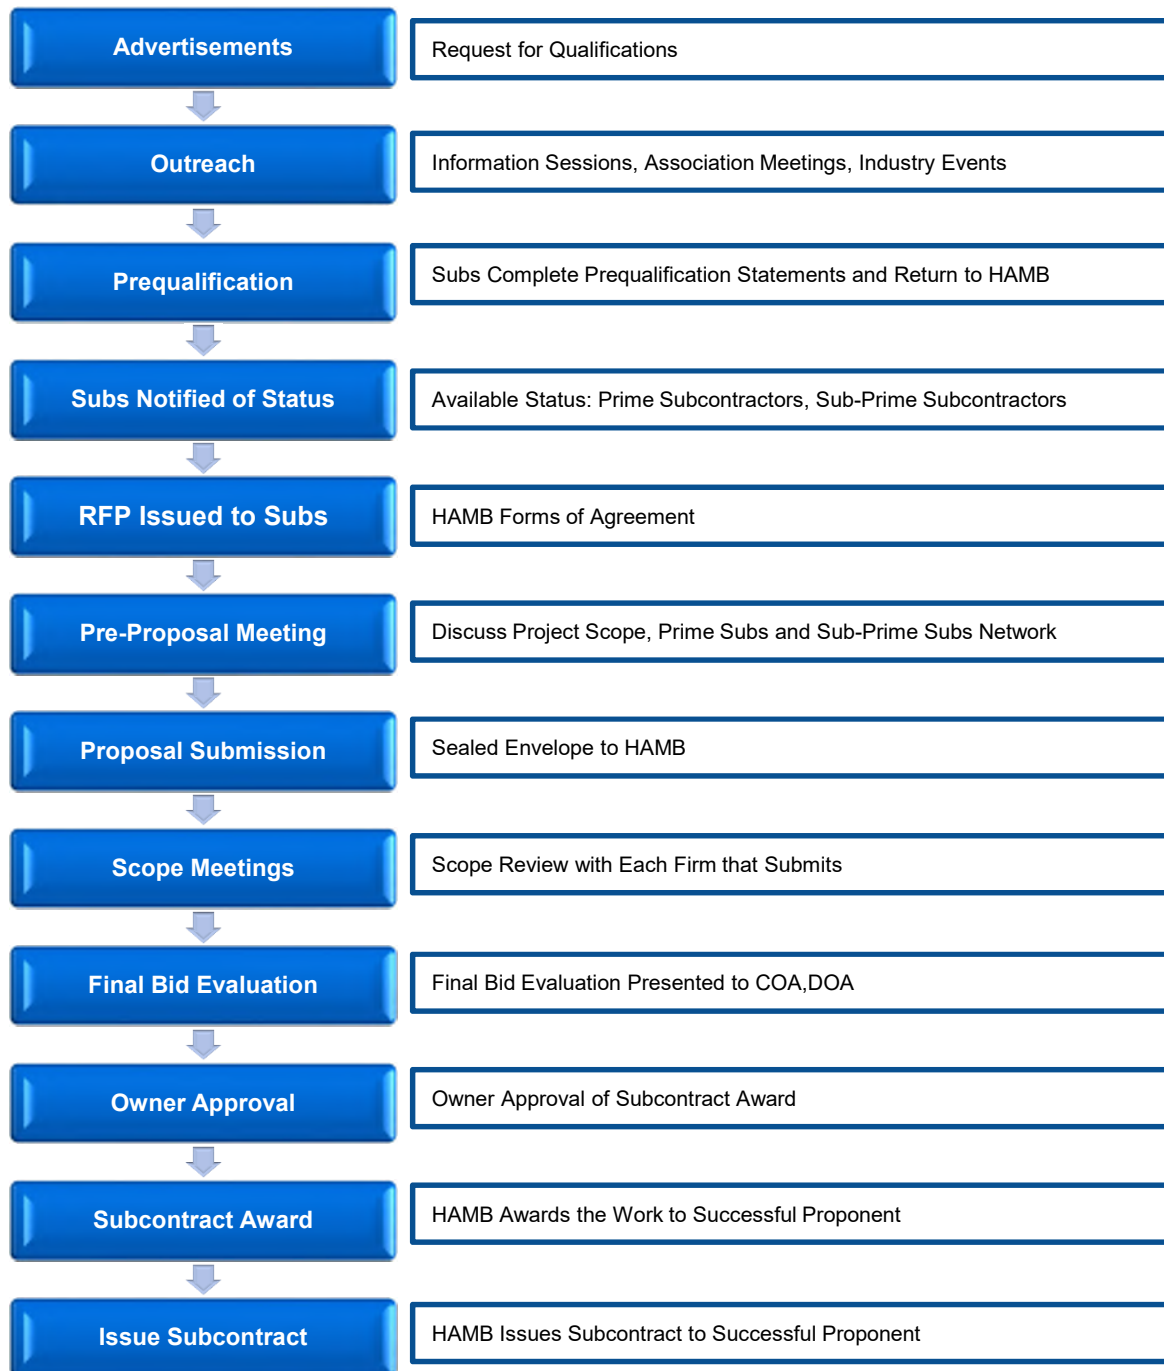 Advertisements
Request for Qualifications
Outreach
Information Sessions, Association Meetings, Industry Events
Prequalification
Subs Complete Prequalification Statements and Return to HAMB
Subs Notified of Status
Available Status: Prime Subcontractors, Sub-Prime Subcontractors
RFP Issued to Subs
HAMB Forms of Agreement
Pre-Proposal Meeting
Discuss Project Scope, Prime Subs and Sub-Prime Subs Network
Proposal Submission
Sealed Envelope to HAMB
Scope Meetings
Scope Review with Each Firm that Submits
Final Bid Evaluation
Final Bid Evaluation Presented to COA,DOA
Owner Approval
Owner Approval of Subcontract Award
Subcontract Award
HAMB Awards the Work to Successful Proponent
Issue Subcontract
HAMB Issues Subcontract to Successful Proponent